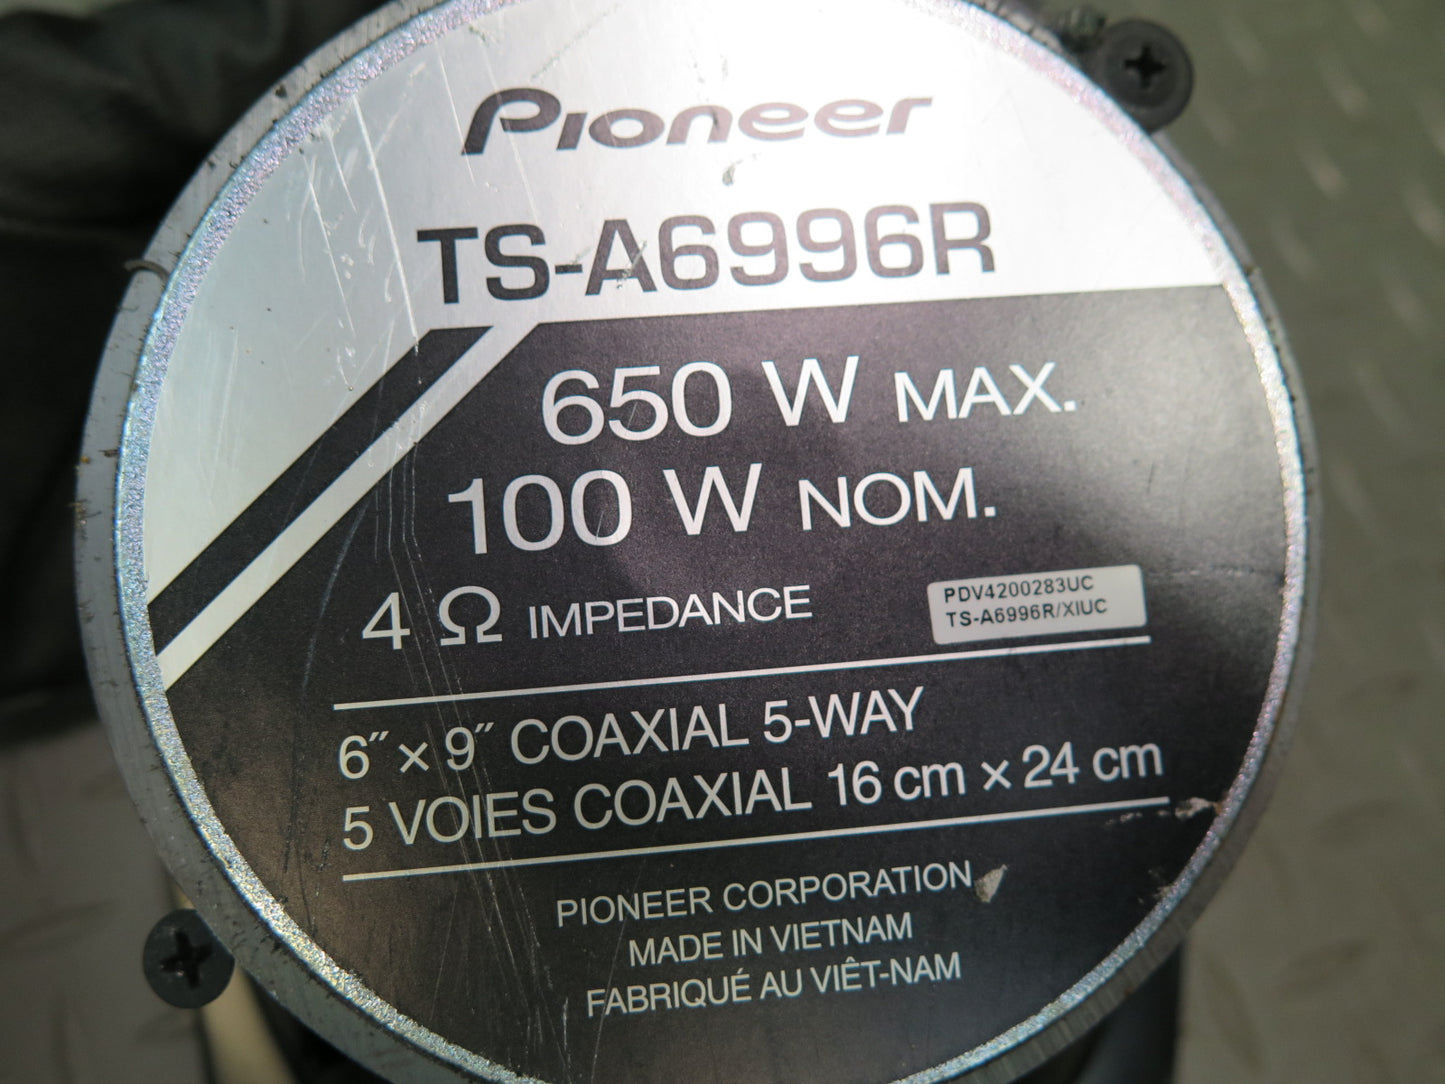 Pioneer
TS-A6996R
650 W MAX.
100 W NOM.
4 Ω IMPEDANCE
PDV4200283UC
TS-A6996R/XIUC
6″ × 9″ COAXIAL 5-WAY
5 VOIES COAXIAL 16 cm × 24 cm
PIONEER CORPORATION
MADE IN VIETNAM
FABRIQUÉ AU VIÊT-NAM